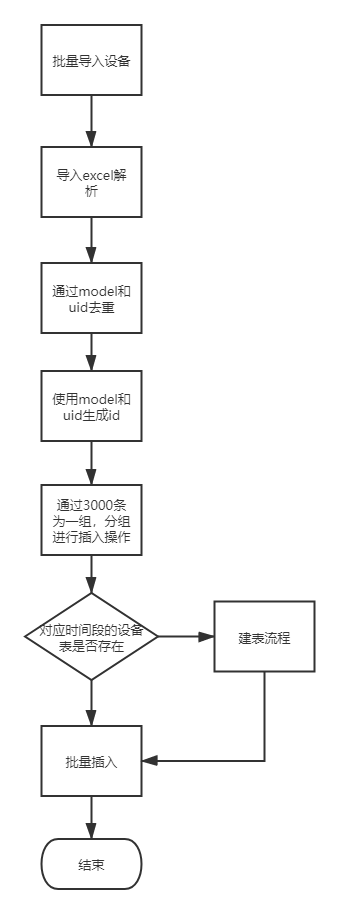 批量导入设备
导入excel解
析
通过model和
uid去重
使用model和
uid生成id
通过3000条
为一组，分组
进行插入操作
对应时间段的设备
表是否存在
建表流程
批量插入
结束